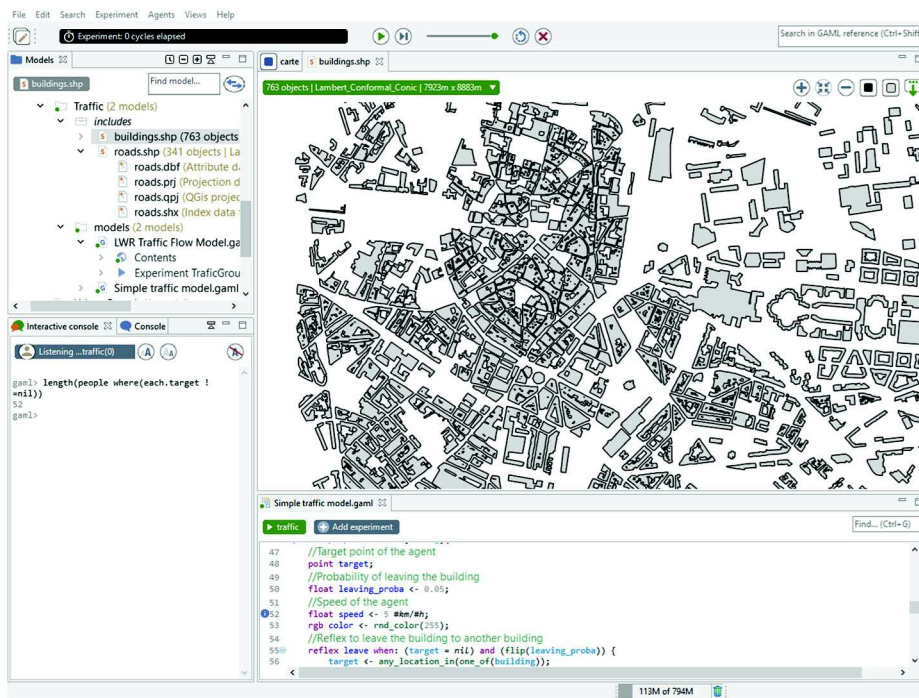 File Edit Search Experiment Agents Views Help
Experiment: 0 cycles elapsed
Search in GAML reference (Ctrl+Shift
Models
buildings.shp
Find model...
Traffic (2 models)
includes
buildings.shp (763 objects
roads.shp (341 objects | La
roads.dbf (Attribute da
roads.prj (Projection d
roads.qpj (QGis projec
roads.shx (Index data
models (2 models)
LWR Traffic Flow Model.ga
Contents
Experiment TraficGrou
Simple traffic model.gaml
Interactive console Console
Listening ...traffic(0)
gaml> length(people where(each.target !
=nil))
52
gaml>
carte buildings.shp
763 objects | Lambert_Conformal_Conic | 7923m x 8883m
Simple traffic model.gaml
traffic Add experiment
Find... (Ctrl+G)
47 //Target point of the agent
48 point target;
49 //Probability of leaving the building
50 float leaving_proba <- 0.05;
51 //Speed of the agent
52 float speed <- 5 #km/#h;
53 rgb color <- rnd_color(255);
54 //Reflex to leave the building to another building
55 reflex leave when: (target = nil) and (flip(leaving_proba)) {
56 target <- any_location_in(one_of(building));
113M of 794M